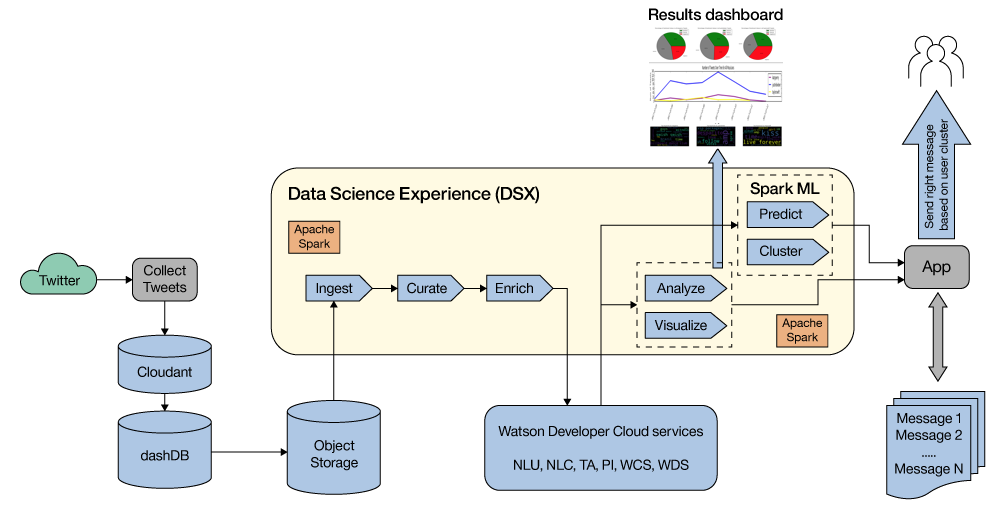 Results dashboard
Send right message
based on user cluster
Data Science Experience (DSX)
Spark ML
Predict
Cluster
Apache
Spark
Twitter
Collect
Tweets
App
Ingest
Curate
Enrich
Analyze
Visualize
Apache
Spark
Cloudant
dashDB
Object
Storage
Watson Developer Cloud services
NLU, NLC, TA, PI, WCS, WDS
Message 1
Message 2
.....
Message N
live forever